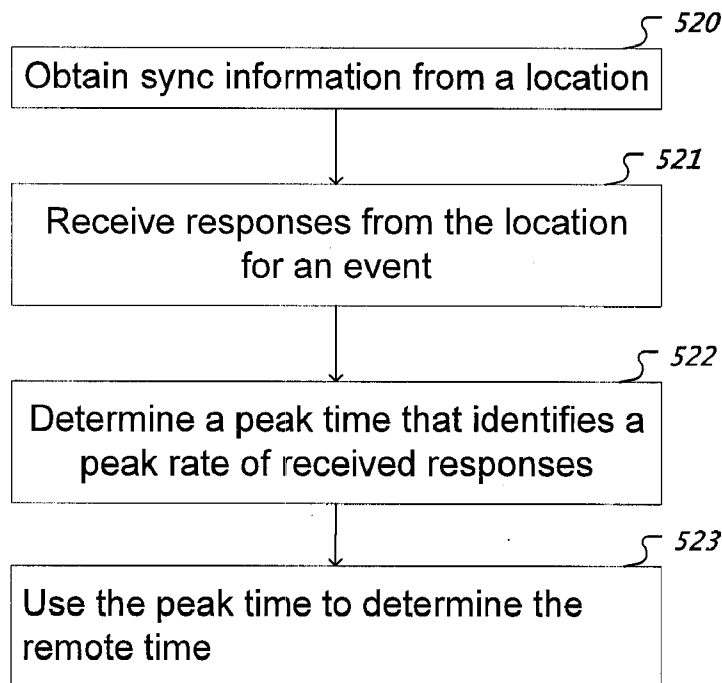 520
Obtain sync information from a location
521
Receive responses from the location
for an event
522
Determine a peak time that identifies a
peak rate of received responses
523
Use the peak time to determine the
remote time